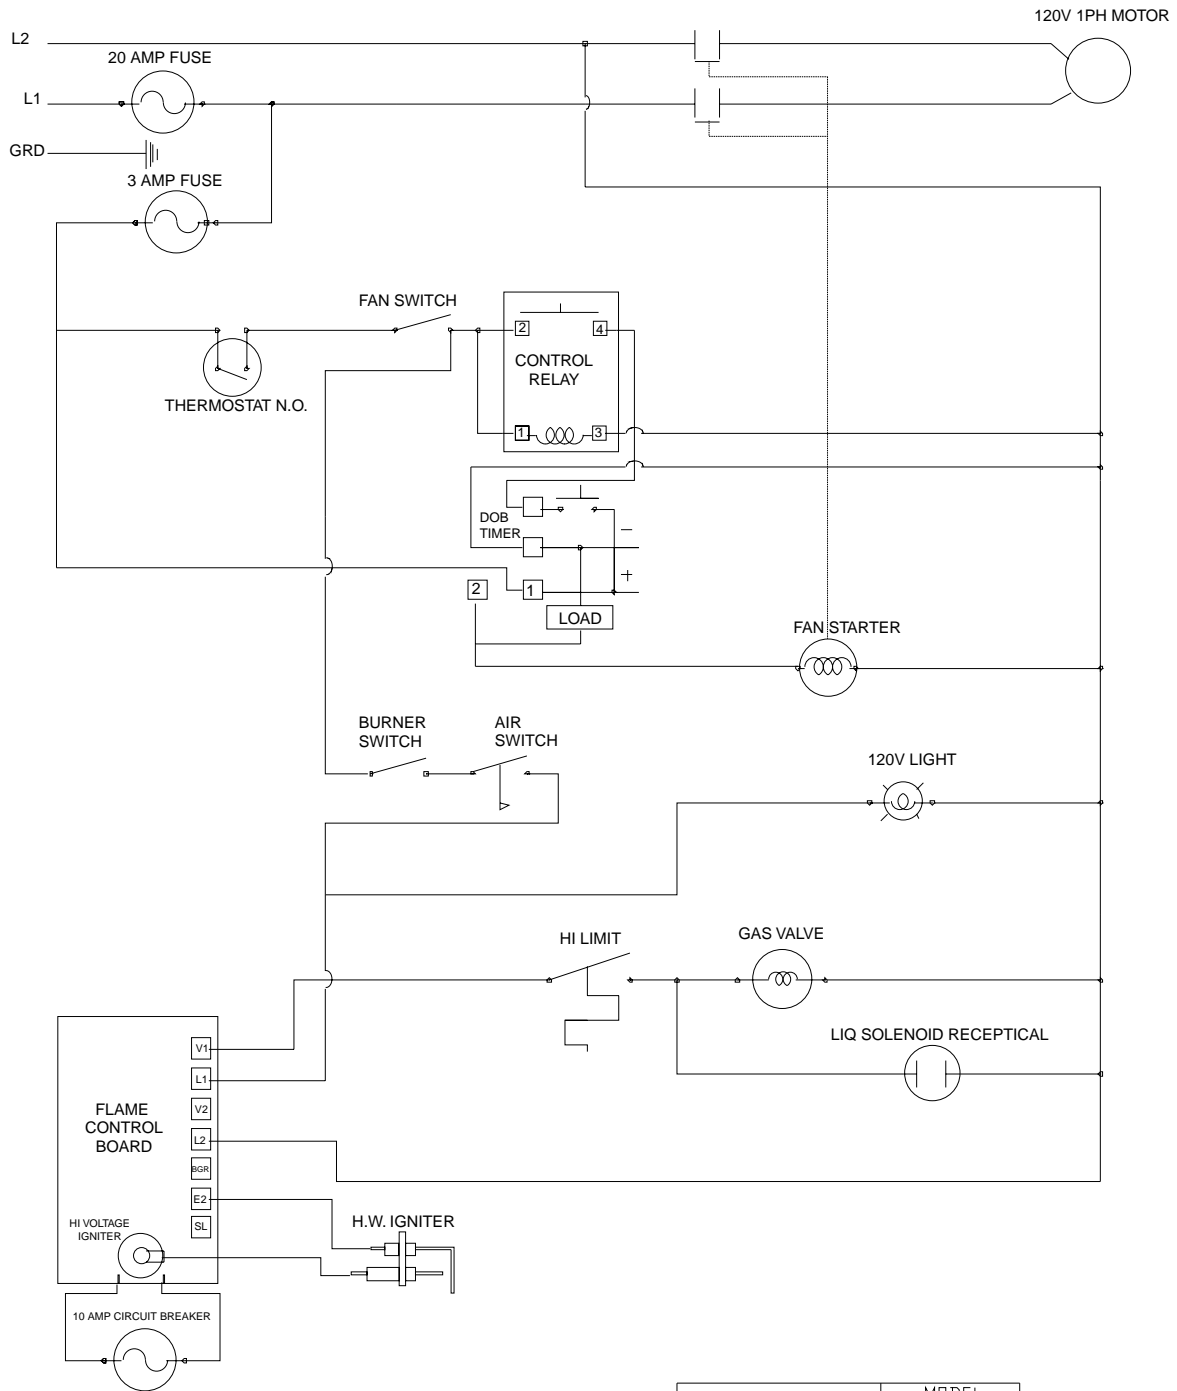 120V 1PH MOTOR
L2
20 AMP FUSE
L1
GRD
3 AMP FUSE
FAN SWITCH
2
4
CONTROL
RELAY
THERMOSTAT N.O.
1
3
DOB
TIMER
−
+
2
1
LOAD
FAN STARTER
BURNER
SWITCH
AIR
SWITCH
120V LIGHT
HI LIMIT
GAS VALVE
LIQ SOLENOID RECEPTICAL
V1
L1
V2
L2
BGR
E2
SL
FLAME
CONTROL
BOARD
HI VOLTAGE
IGNITER
H.W. IGNITER
10 AMP CIRCUIT BREAKER
MODEL